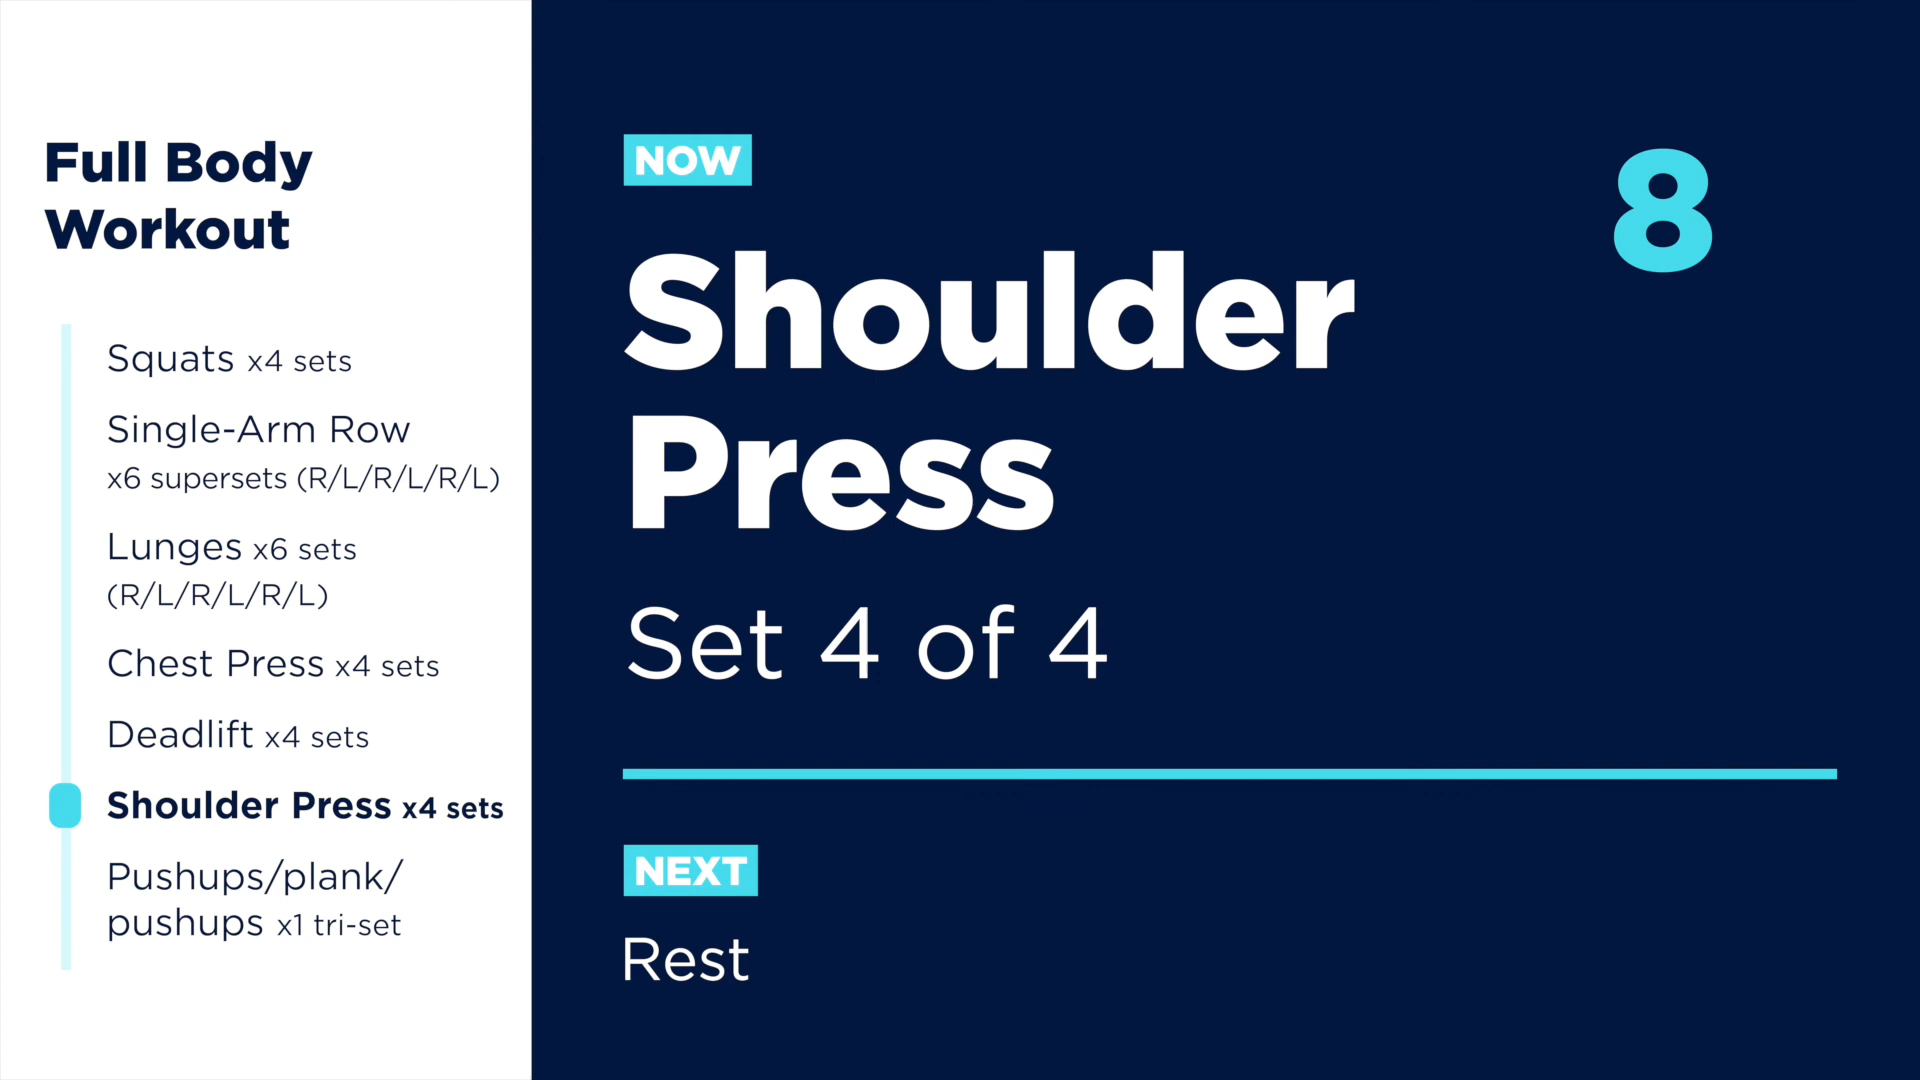 Full Body
Workout
Squats x4 sets
Single-Arm Row
x6 supersets (R/L/R/L/R/L)
Lunges x6 sets
(R/L/R/L/R/L)
Chest Press x4 sets
Deadlift x4 sets
Shoulder Press x4 sets
Pushups/plank/
pushups x1 tri-set
NOW
8
Shoulder
Press
Set 4 of 4
NEXT
Rest